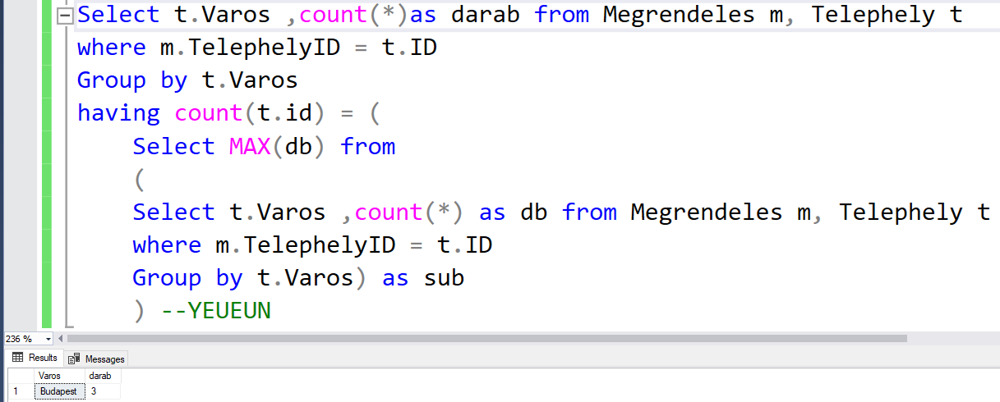 Select t.Varos ,count(*)as darab from Megrendeles m, Telephely t
where m.TelephelyID = t.ID
Group by t.Varos
having count(t.id) = (
Select MAX(db) from
(
Select t.Varos ,count(*) as db from Megrendeles m, Telephely t
where m.TelephelyID = t.ID
Group by t.Varos) as sub
) --YEUEUN
236 %
Results Messages
Varos darab
1 Budapest 3